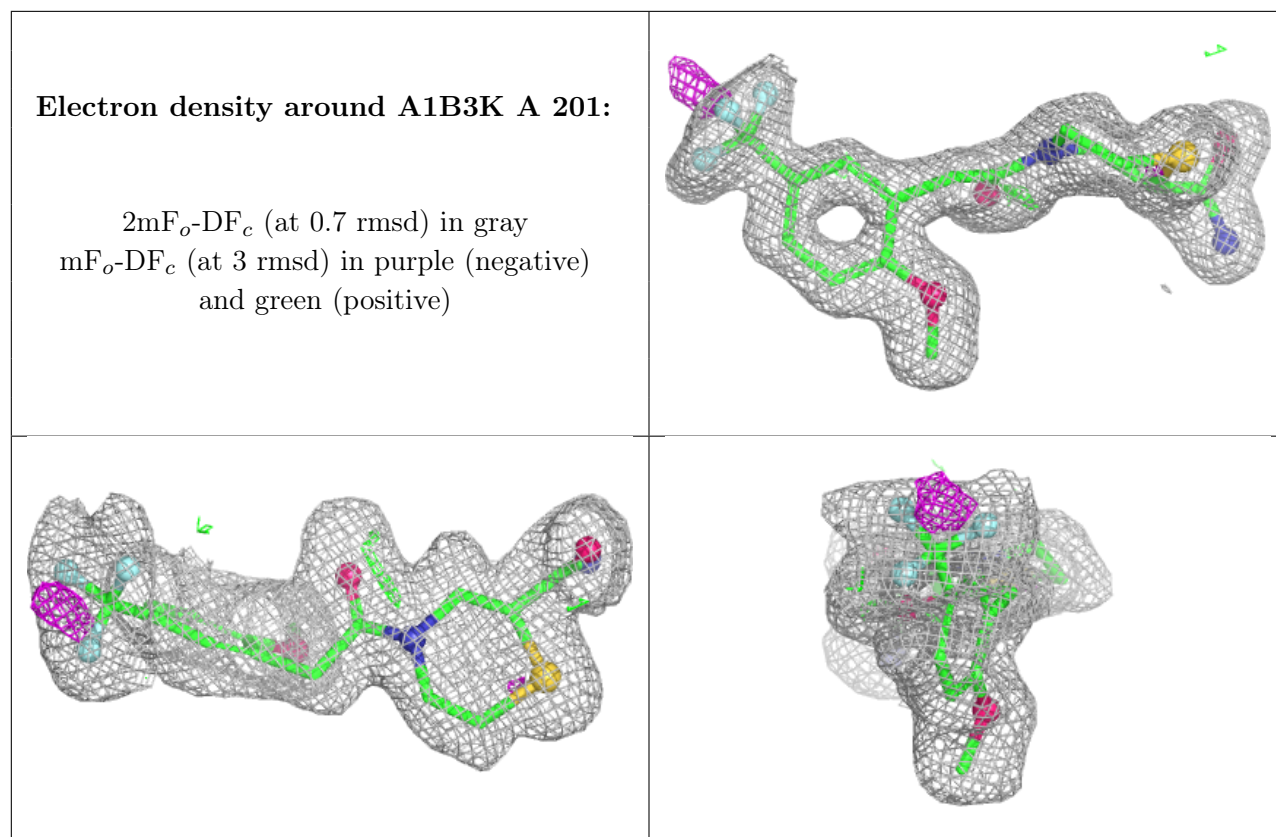 Electron density around A1B3K A 201:
2mFo-DFc (at 0.7 rmsd) in gray
mFo-DFc (at 3 rmsd) in purple (negative)
and green (positive)